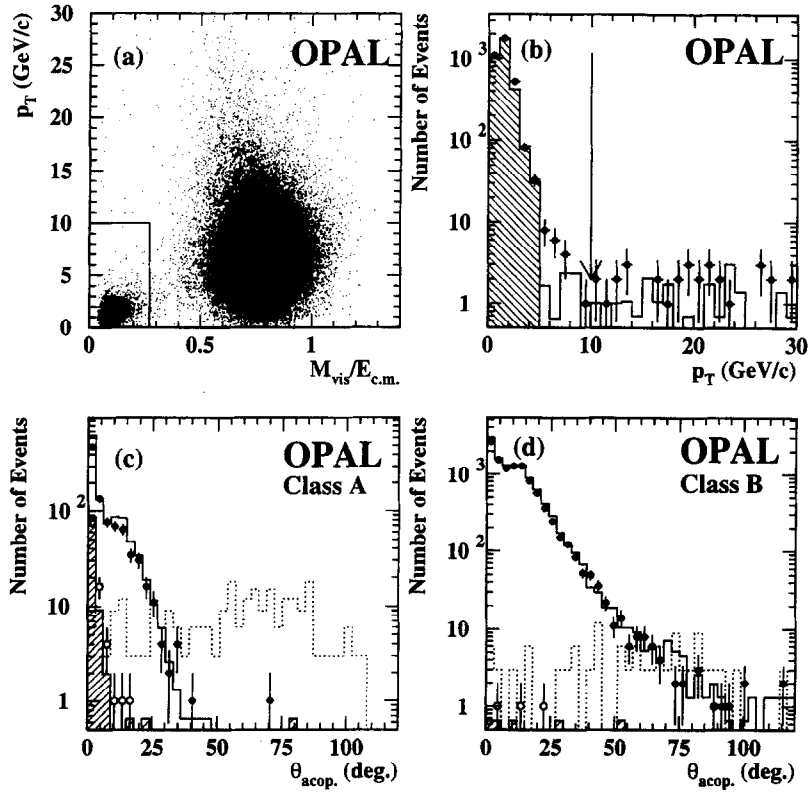 (a) OPAL
p_T (GeV/c)
30
25
20
15
10
5
0
0 0.5 1
M_vis/E_c.m.
(b) OPAL
Number of Events
10^3
10^2
10
1
0 10 20 30
p_T (GeV/c)
(c) OPAL
Class A
Number of Events
10^2
10
1
0 25 50 75 100
θ_acop. (deg.)
(d) OPAL
Class B
Number of Events
10^3
10^2
10
1
0 25 50 75 100
θ_acop. (deg.)